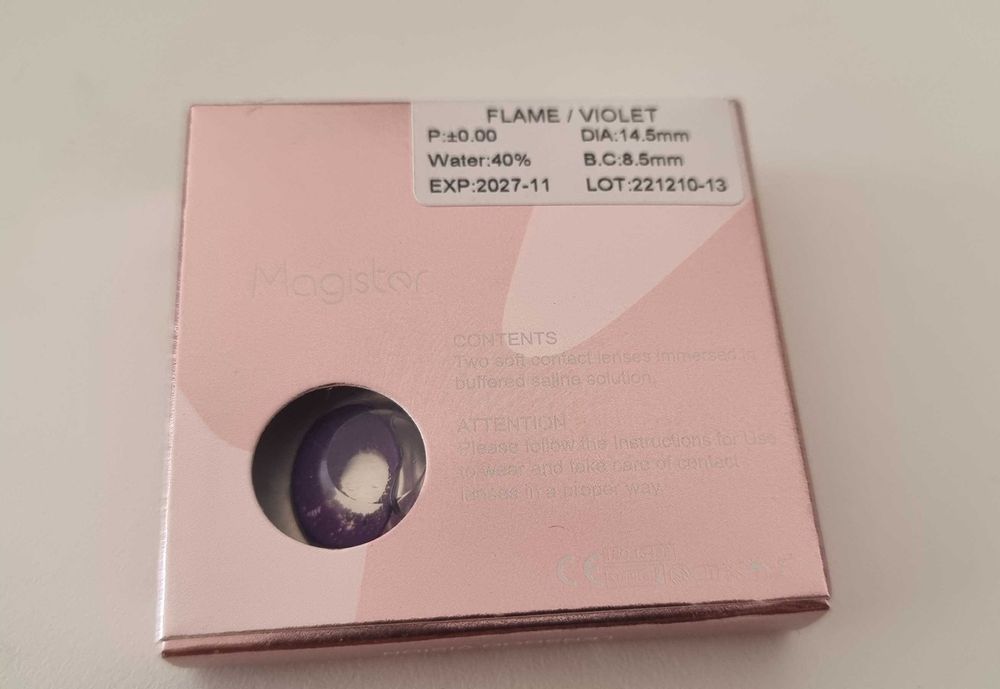 FLAME / VIOLET
P:±0.00 DIA:14.5mm
Water:40% B.C:8.5mm
EXP:2027-11 LOT:221210-13
Magister
CONTENTS
Two soft contact lenses immersed in
buffered saline solution.
ATTENTION
Please follow the Instructions for Use
to wear and take care of contact
lenses in a proper way.
CE